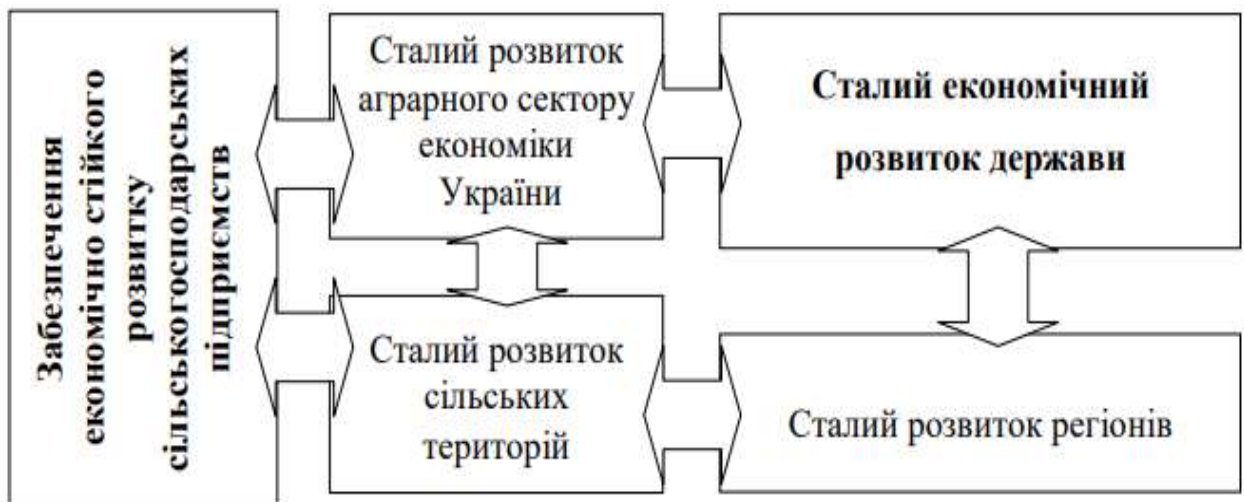 Забезпечення
економічно стійкого
розвитку
сільськогосподарських
підприємств
Сталий розвиток
аграрного сектору
економіки
України
Сталий економічний
розвиток держави
Сталий розвиток
сільських
територій
Сталий розвиток регіонів